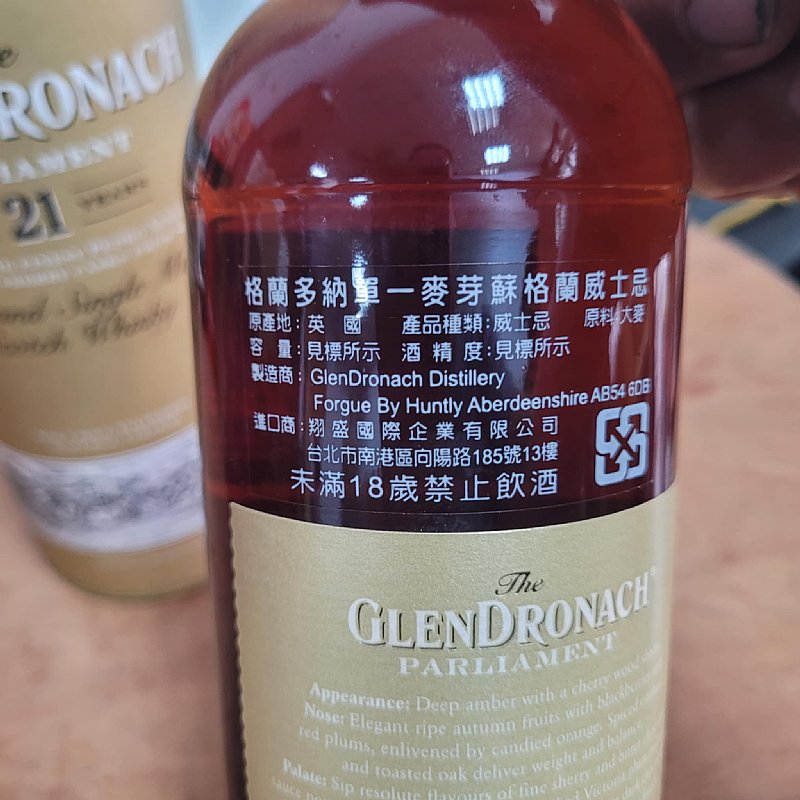 RONACH
21 YEARS
格蘭多納單一麥芽蘇格蘭威士忌
原產地:英 國 產品種類:威士忌 原料:大麥
容 量:見標所示 酒 精 度:見標所示
製造商: GlenDronach Distillery
Forgue By Huntly Aberdeenshire AB54 6DB
進口商:翔盛國際企業有限公司
台北市南港區向陽路185號13樓
未滿18歲禁止飲酒
The
GLENDRONACH
PARLIAMENT
Appearance: Deep amber with a cherry wood
Nose: Elegant ripe autumn fruits with blackberries
red plums, enlivened by candied orange. Spiced
and toasted oak deliver weight and balance.
Palate: Sip resolute flavours of fine sherry and bitter
sauce Victoria